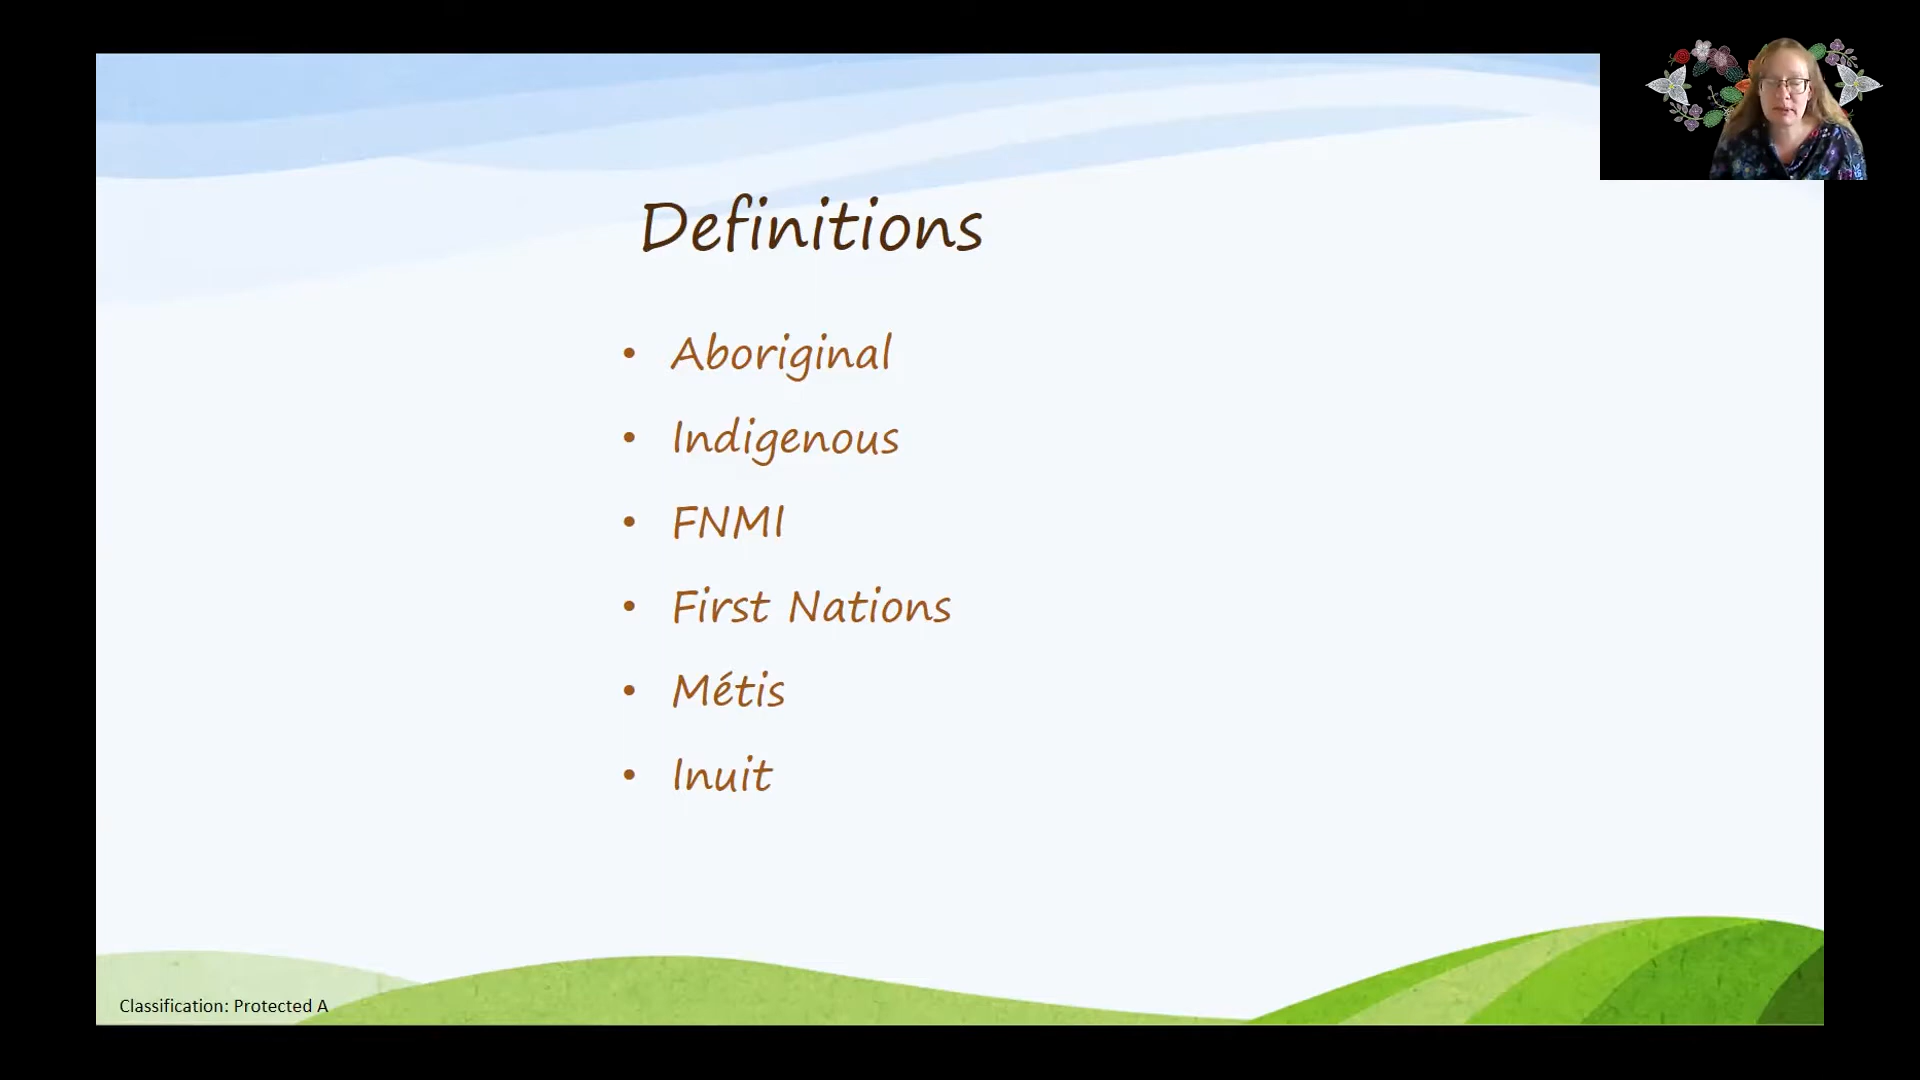 Definitions
• Aboriginal
• Indigenous
• FNMI
• First Nations
• Métis
• Inuit
Classification: Protected A